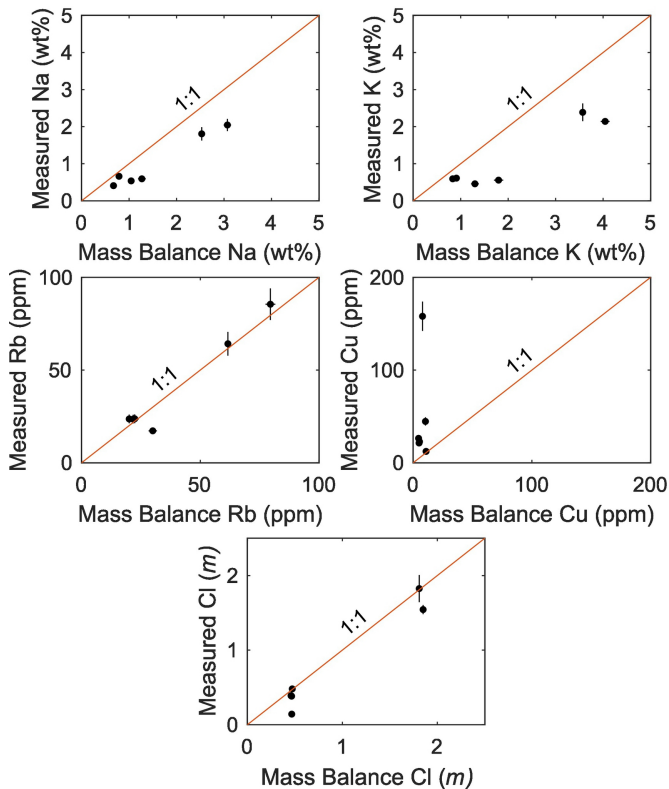 5
4
3
2
1
0
Measured Na (wt%)
1:1
0 1 2 3 4 5
Mass Balance Na (wt%)
5
4
3
2
1
0
Measured K (wt%)
1:1
0 1 2 3 4 5
Mass Balance K (wt%)
100
50
0
Measured Rb (ppm)
1:1
0 50 100
Mass Balance Rb (ppm)
200
100
0
Measured Cu (ppm)
1:1
0 100 200
Mass Balance Cu (ppm)
2
1
0
Measured Cl (m)
1:1
0 1 2
Mass Balance Cl (m)